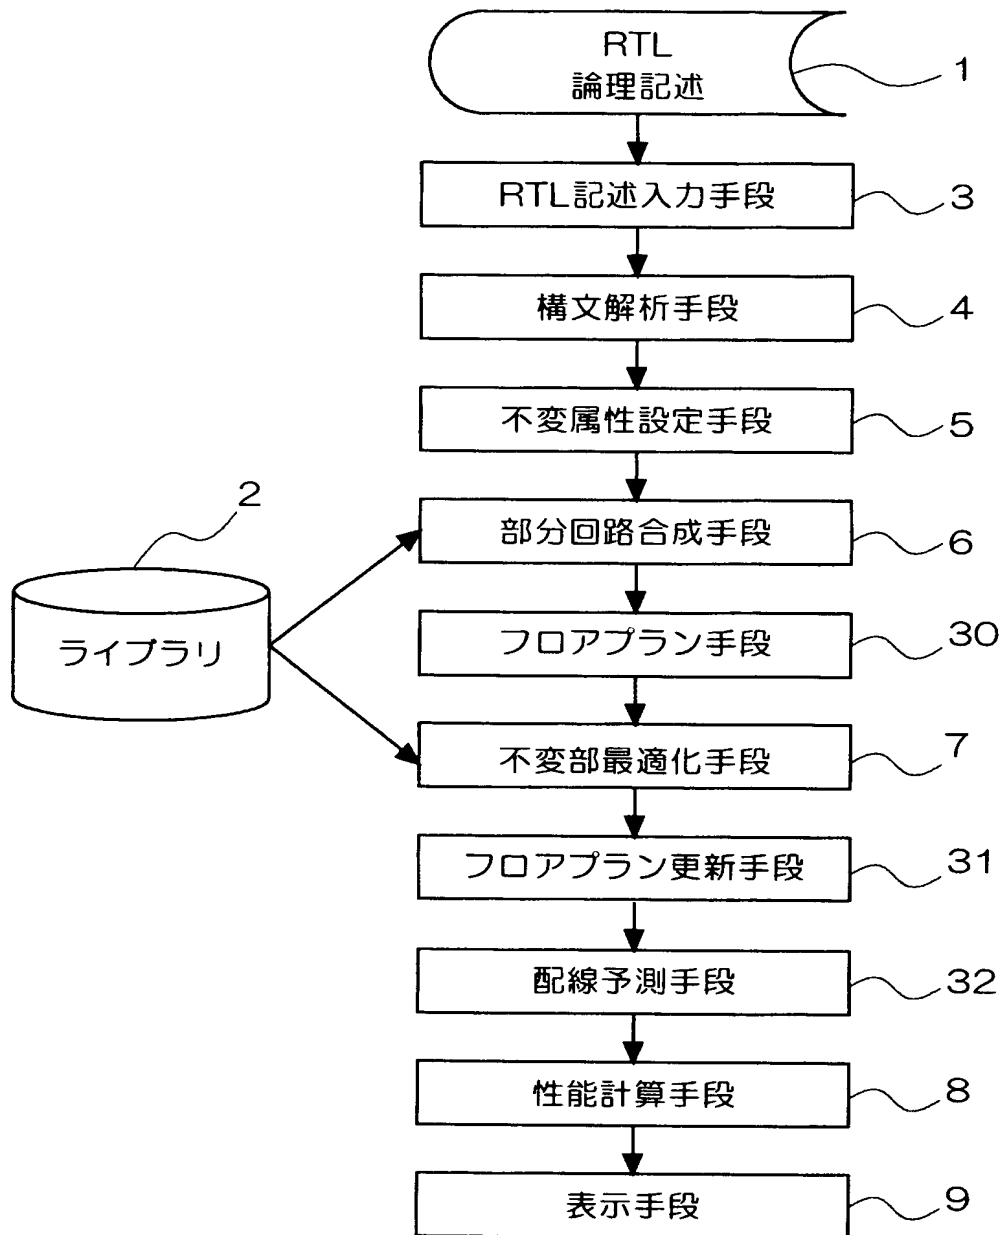 RTL
論理記述
1
RTL記述入力手段
3
構文解析手段
4
不変属性設定手段
5
2
部分回路合成手段
6
ライブラリ
フロアプラン手段
30
不変部最適化手段
7
フロアプラン更新手段
31
配線予測手段
32
性能計算手段
8
表示手段
9